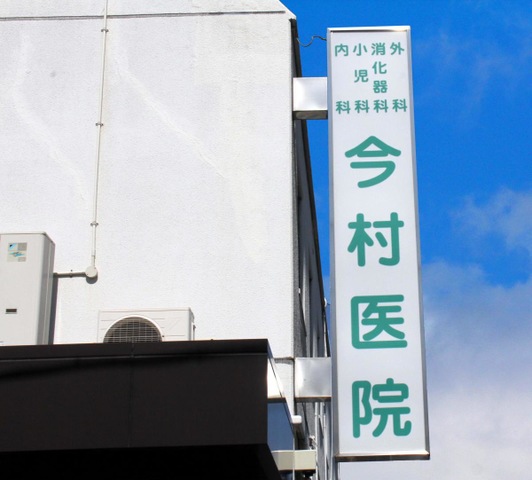 外科
消化器科
小児科
内科
今村医院